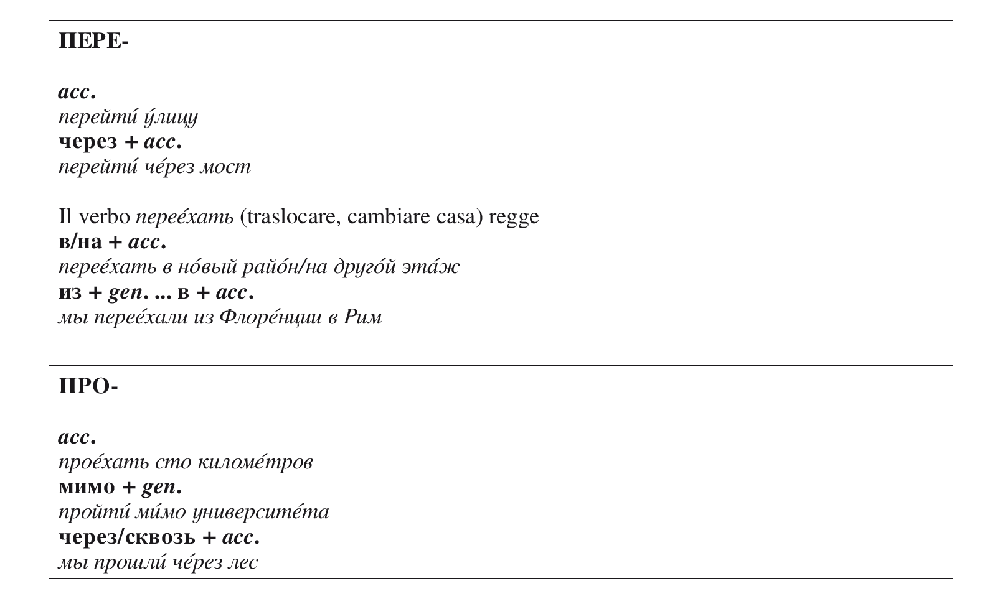 ПЕРЕ-
acc.
перейти́ у́лицу
через + acc.
перейти́ че́рез мост
Il verbo перее́хать (traslocare, cambiare casa) regge
в/на + acc.
перее́хать в но́вый райо́н/на друго́й эта́ж
из + gen. ... в + acc.
мы перее́хали из Флоре́нции в Рим
ПРО-
acc.
прое́хать сто киломе́тров
мимо + gen.
пройти́ ми́мо университе́та
через/сквозь + acc.
мы прошли́ че́рез лес